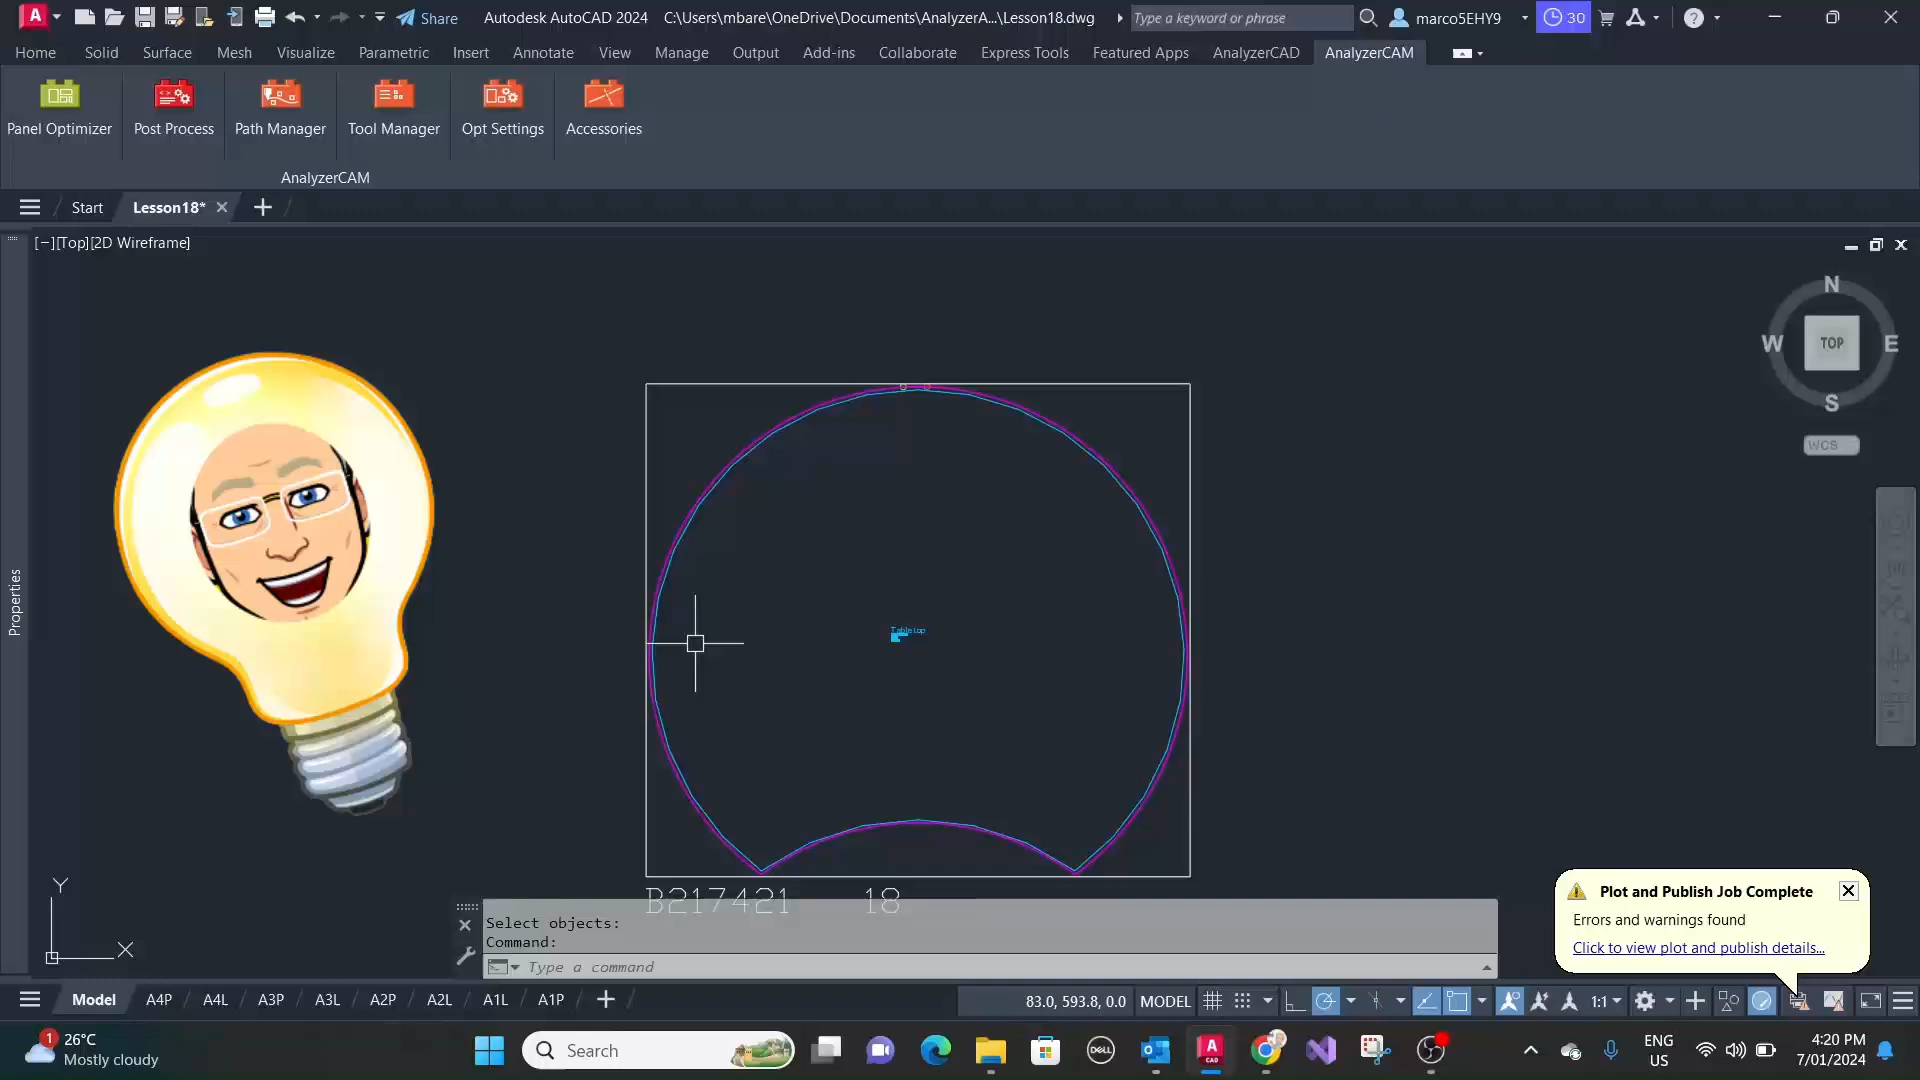 Share
Autodesk AutoCAD 2024 C:\Users\mbare\OneDrive\Documents\AnalyzerA...\Lesson18.dwg
Type a keyword or phrase
marco5EHY9
30
Home Solid Surface Mesh Visualize Parametric Insert Annotate View Manage Output Add-ins Collaborate Express Tools Featured Apps AnalyzerCAD AnalyzerCAM
Panel Optimizer Post Process Path Manager Tool Manager Opt Settings Accessories
AnalyzerCAM
Start Lesson18*
[−][Top][2D Wireframe]
N
W TOP E
S
WCS
Properties
Tabletop
B217421 18
Y
X
Select objects:
Command:
Type a command
Plot and Publish Job Complete
Errors and warnings found
Click to view plot and publish details...
Model A4P A4L A3P A3L A2P A2L A1L A1P
83.0, 593.8, 0.0 MODEL 1:1
1 26°C
Mostly cloudy
Search
DELL
A
CAD
ENG
US
4:20 PM
7/01/2024